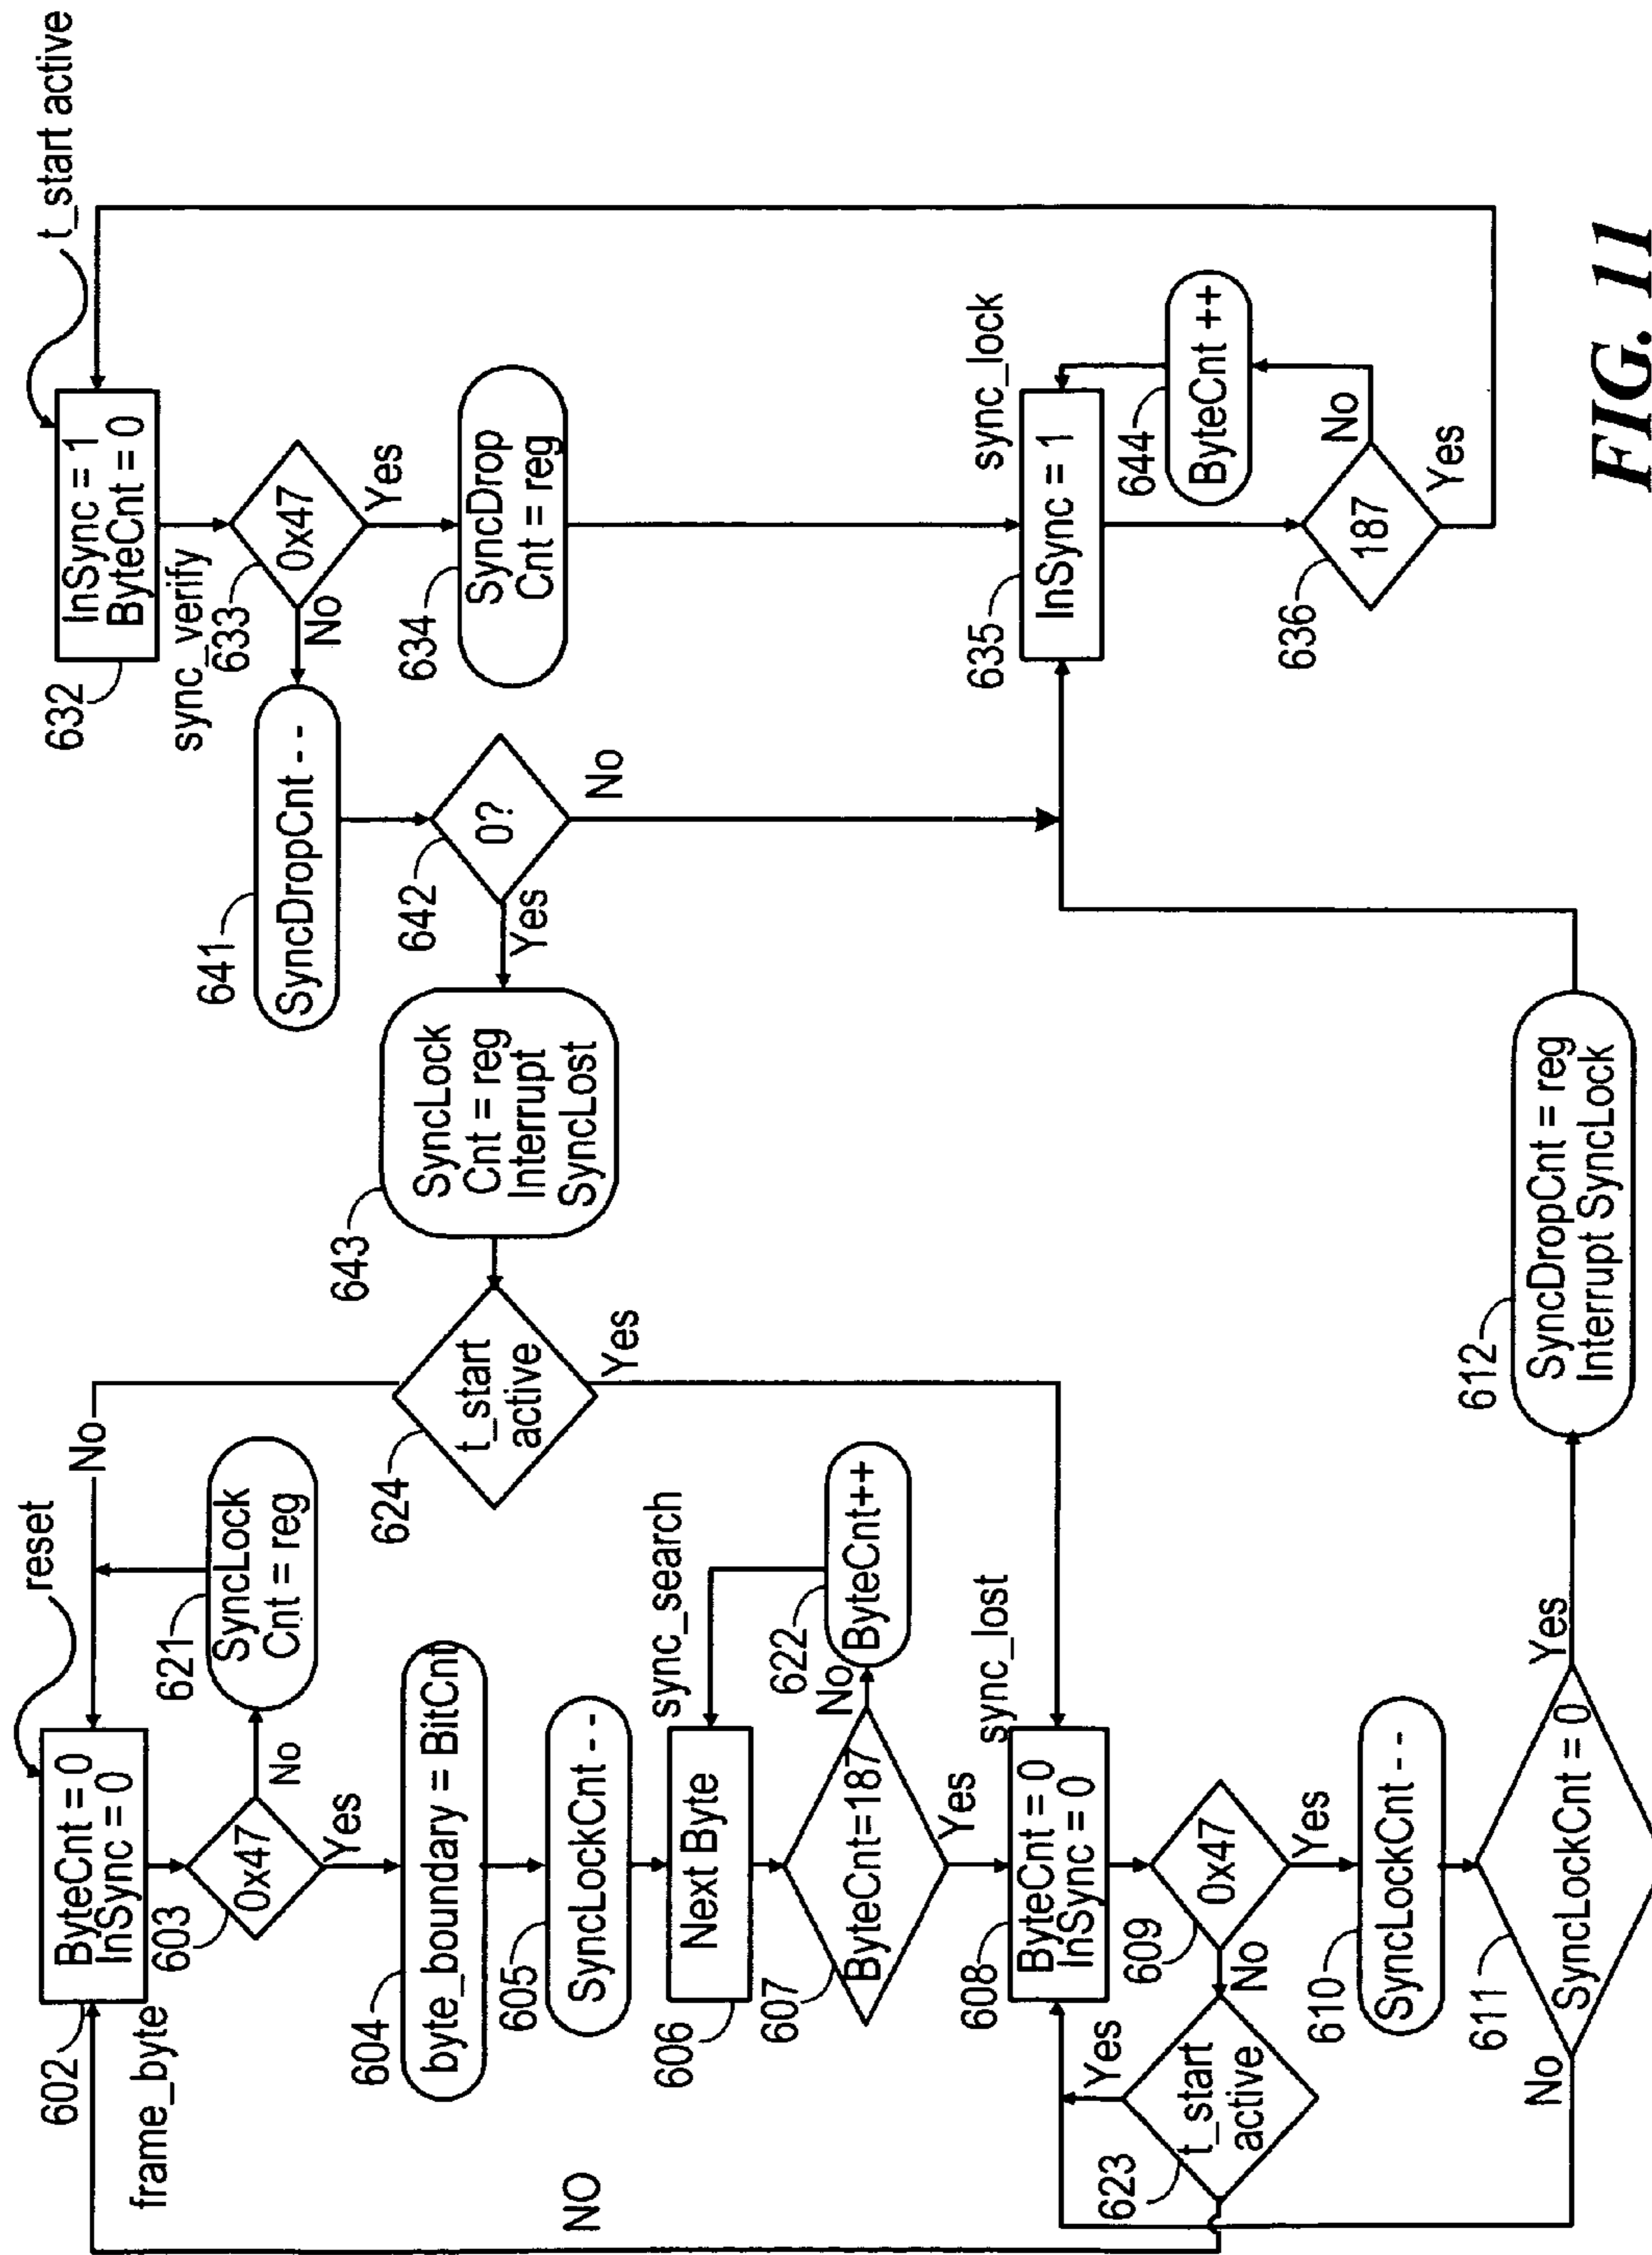 reset
602
ByteCnt = 0
InSync = 0
frame_byte
No
603
0x47
No
Yes
621
SyncLock
Cnt = reg
604
byte_boundary = BitCnt
605
SyncLockCnt - -
sync_search
606
Next Byte
607
ByteCnt=187
No
Yes
622
ByteCnt++
sync_lost
608
ByteCnt = 0
InSync = 0
609
0x47
No
Yes
623
t_start
active
Yes
NO
610
SyncLockCnt - -
611
SyncLockCnt = 0
No
Yes
612
SyncDropCnt = reg
Interrupt SyncLock
624
t_start
active
Yes
643
SyncLock
Cnt = reg
Interrupt
SyncLost
t_start active
632
InSync = 1
ByteCnt = 0
sync_verify
633
0x47
No
Yes
641
SyncDropCnt - -
642
0?
Yes
No
634
SyncDrop
Cnt = reg
sync_lock
635
InSync = 1
644
ByteCnt ++
636
187
No
Yes
FIG. 11